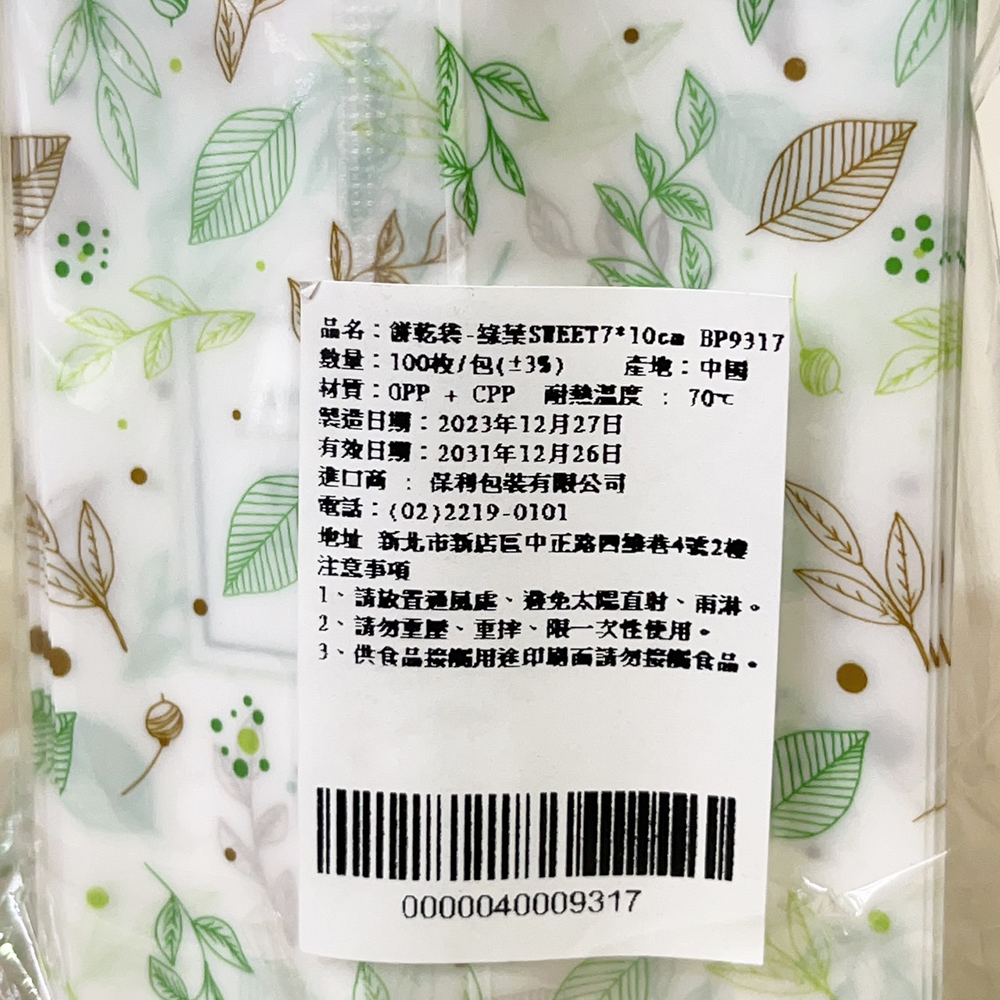 品名：餅乾袋-綠葉SWEET7*10cm BP9317
數量：100枚/包(±3%) 產地：中國
材質：OPP + CPP 耐熱溫度 : 70℃
製造日期：2023年12月27日
有效日期：2031年12月26日
進口商 : 保利包裝有限公司
電話：(02)2219-0101
地址 新北市新店區中正路四維巷4號2樓
注意事項
1、請放置通風處、避免太陽直射、雨淋。
2、請勿重壓、重摔、限一次性使用。
3、供食品接觸用途印刷面請勿接觸食品。
0000040009317